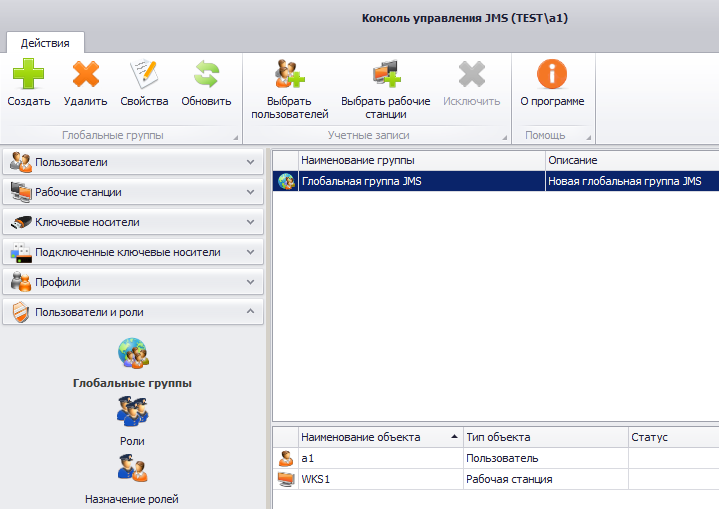 Консоль управления JMS (TEST\a1)
Действия
Создать
Удалить
Свойства
Обновить
Выбрать
пользователей
Выбрать рабочие
станции
Исключить
О программе
Глобальные группы
Учетные записи
Помощь
Пользователи
Рабочие станции
Ключевые носители
Подключенные ключевые носители
Профили
Пользователи и роли
Глобальные группы
Роли
Назначение ролей
Наименование группы
Описание
Глобальная группа JMS
Новая глобальная группа JMS
Наименование объекта
Тип объекта
Статус
a1
Пользователь
WKS1
Рабочая станция